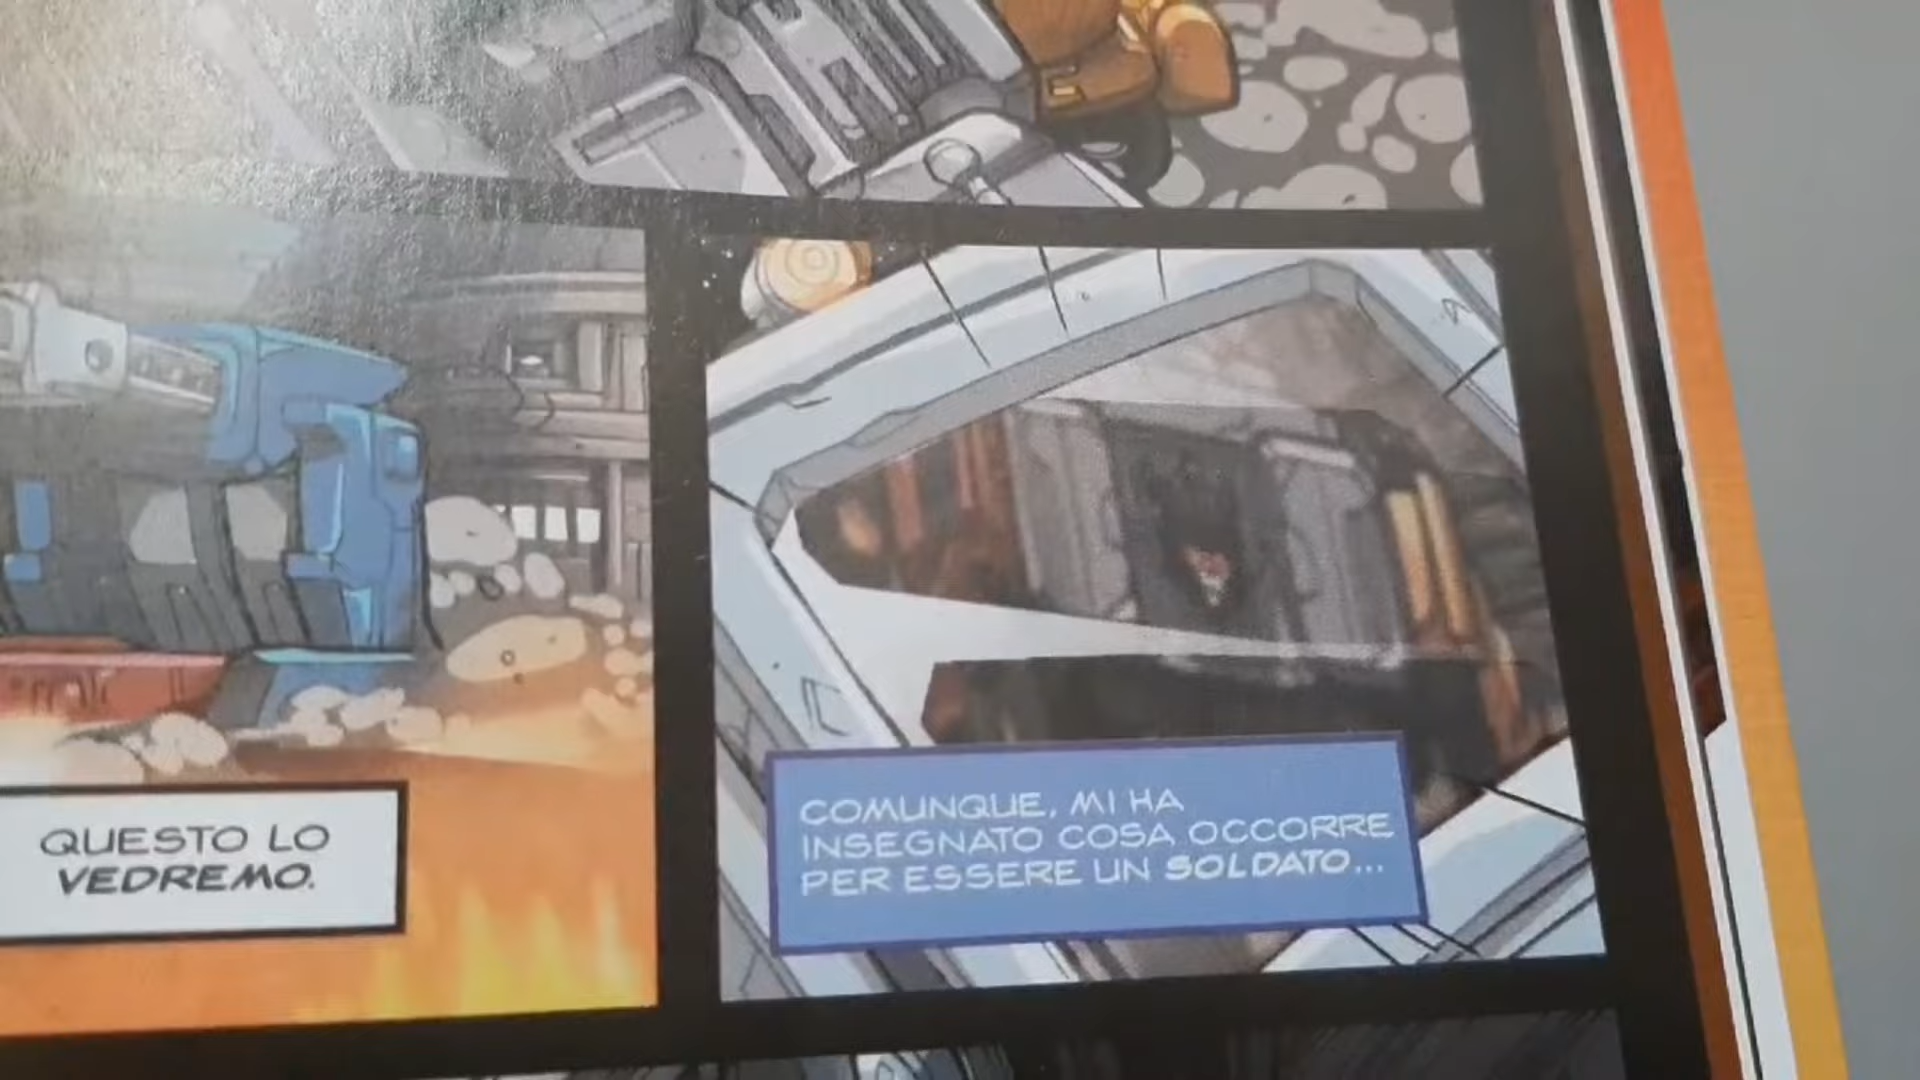 QUESTO LO
VEDREMO.
COMUNQUE, MI HA
INSEGNATO COSA OCCORRE
PER ESSERE UN SOLDATO...